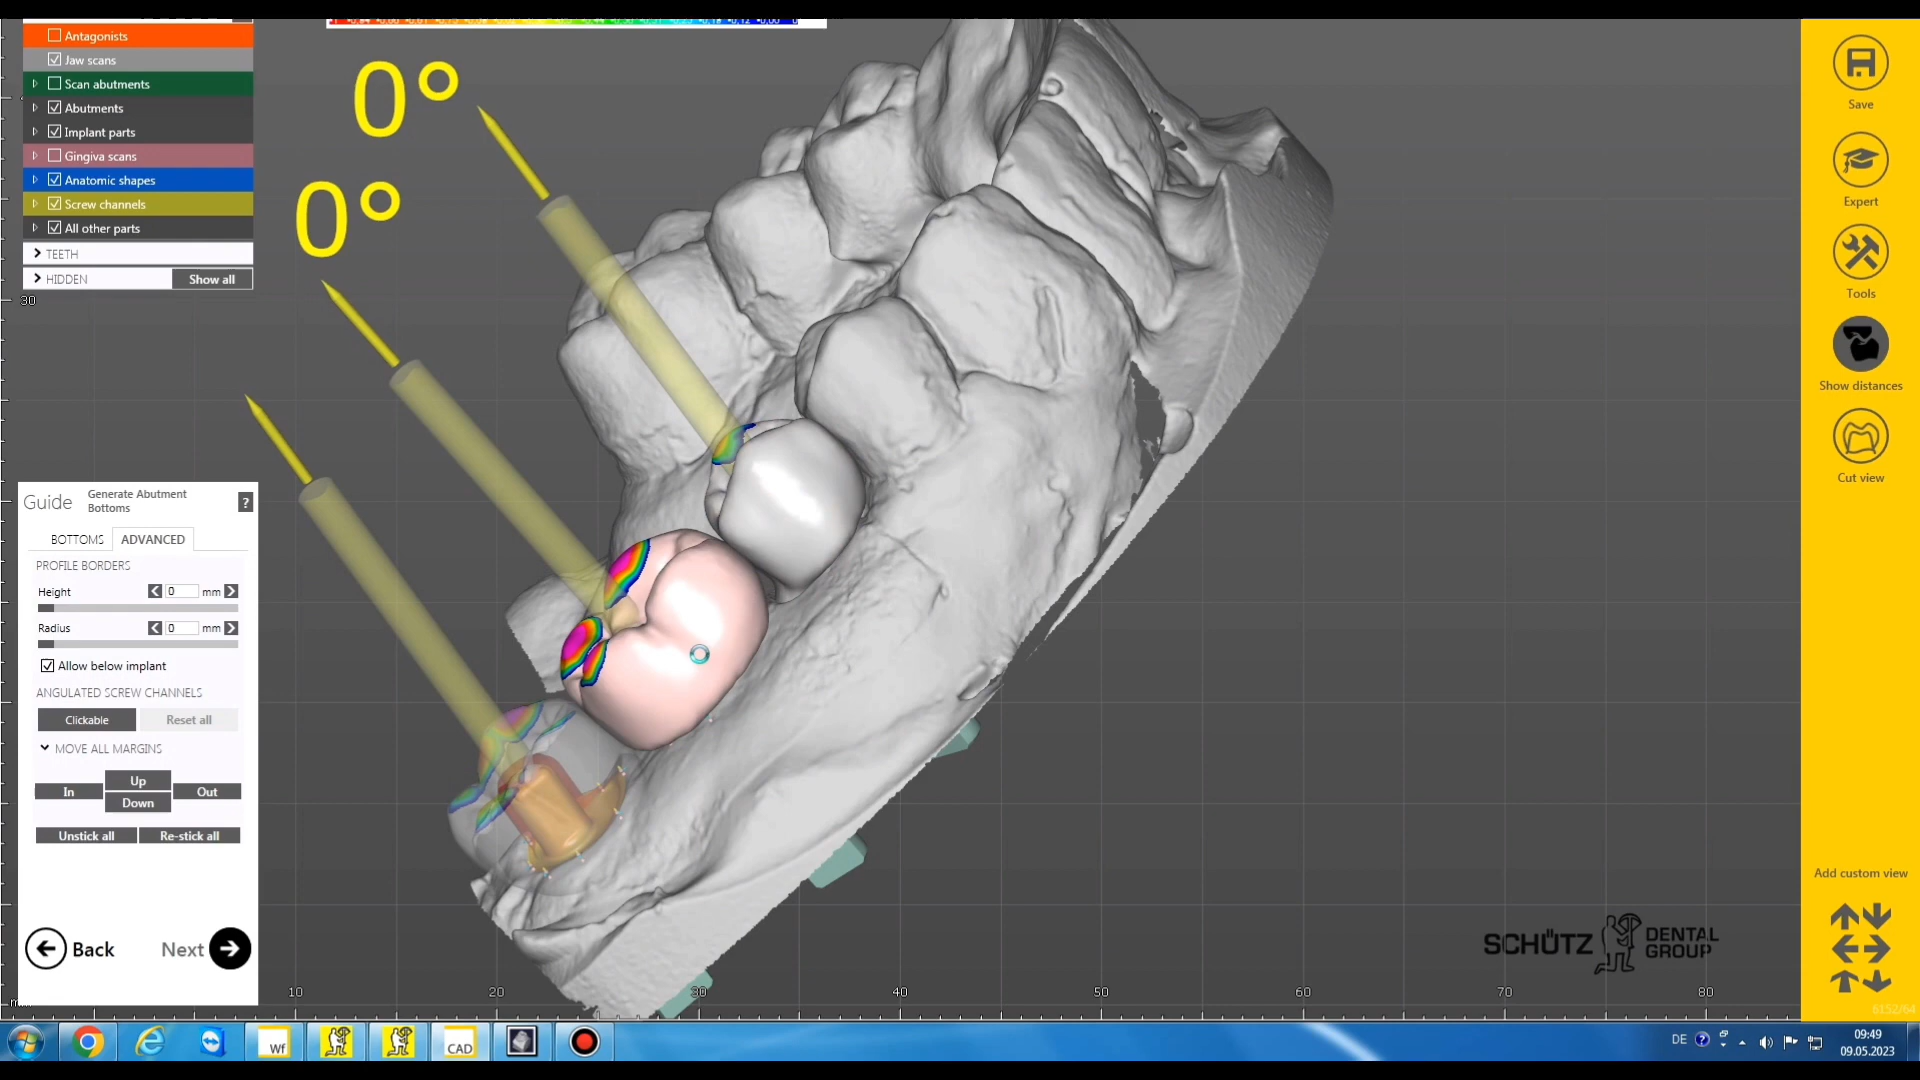 Antagonists
Jaw scans
Scan abutments
Abutments
Implant parts
Gingiva scans
Anatomic shapes
Screw channels
All other parts
TEETH
HIDDEN Show all
30
0°
0°
Guide Generate Abutment
Bottoms ?
BOTTOMS ADVANCED
PROFILE BORDERS
Height 0 mm
Radius 0 mm
Allow below implant
ANGULATED SCREW CHANNELS
Clickable Reset all
MOVE ALL MARGINS
Up
In Out
Down
Unstick all Re-stick all
Back Next
10 20 30 40 50 60 70 80
Save
Expert
Tools
Show distances
Cut view
Add custom view
SCHÜTZ DENTAL
GROUP
Wf CAD
DE ? 09:49
09.05.2023